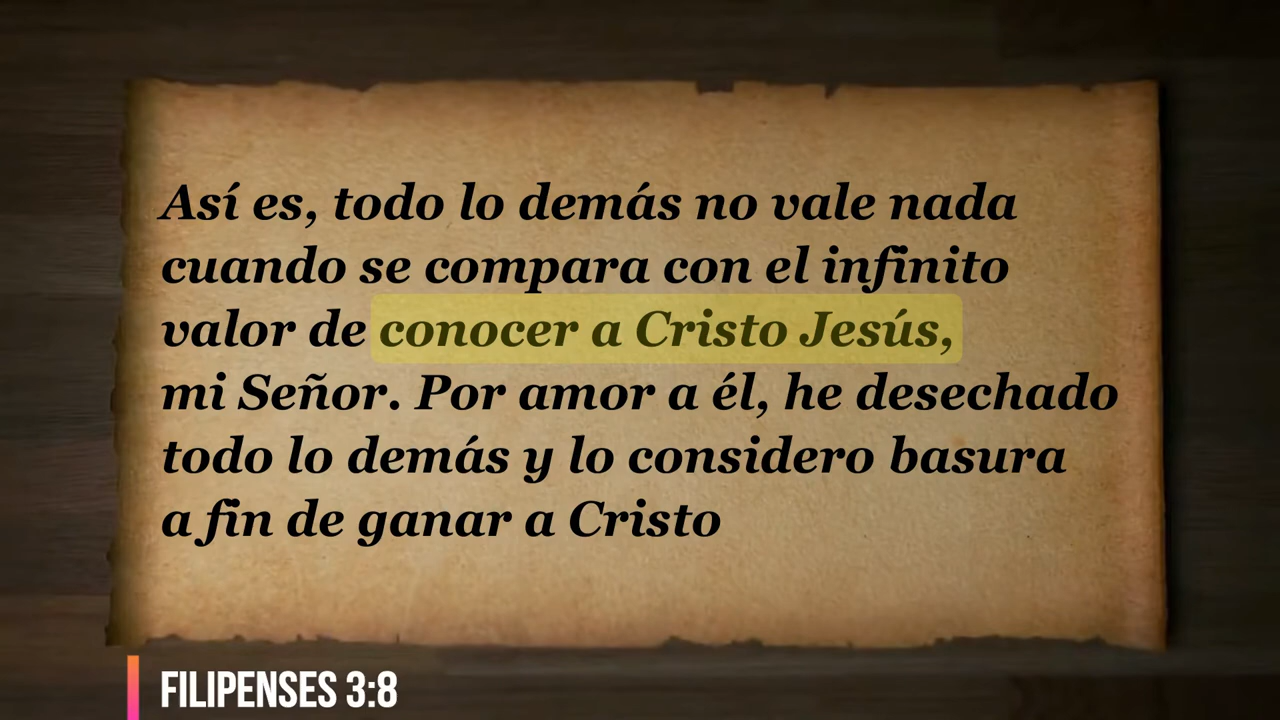 Así es, todo lo demás no vale nada
cuando se compara con el infinito
valor de conocer a Cristo Jesús,
mi Señor. Por amor a él, he desechado
todo lo demás y lo considero basura
a fin de ganar a Cristo
FILIPENSES 3:8